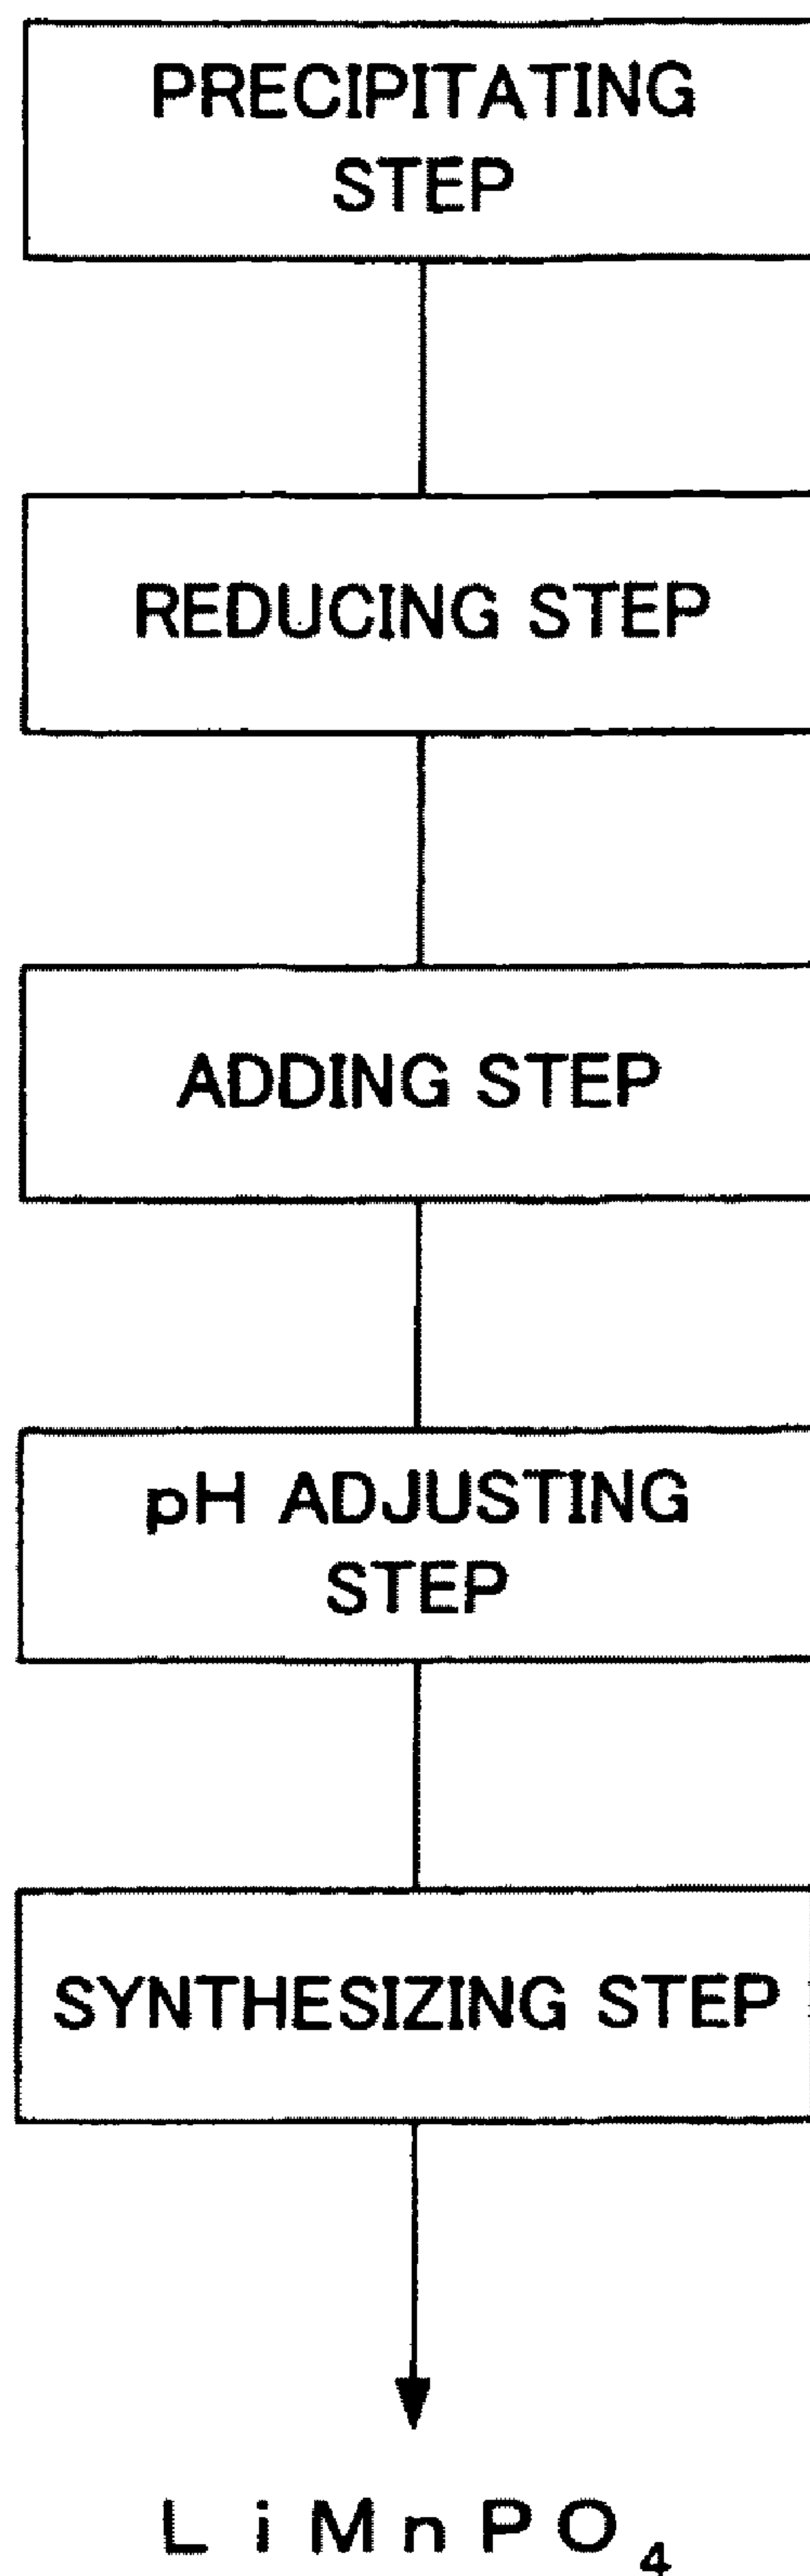 PRECIPITATING
STEP
REDUCING STEP
ADDING STEP
pH ADJUSTING
STEP
SYNTHESIZING STEP
LiMnPO₄